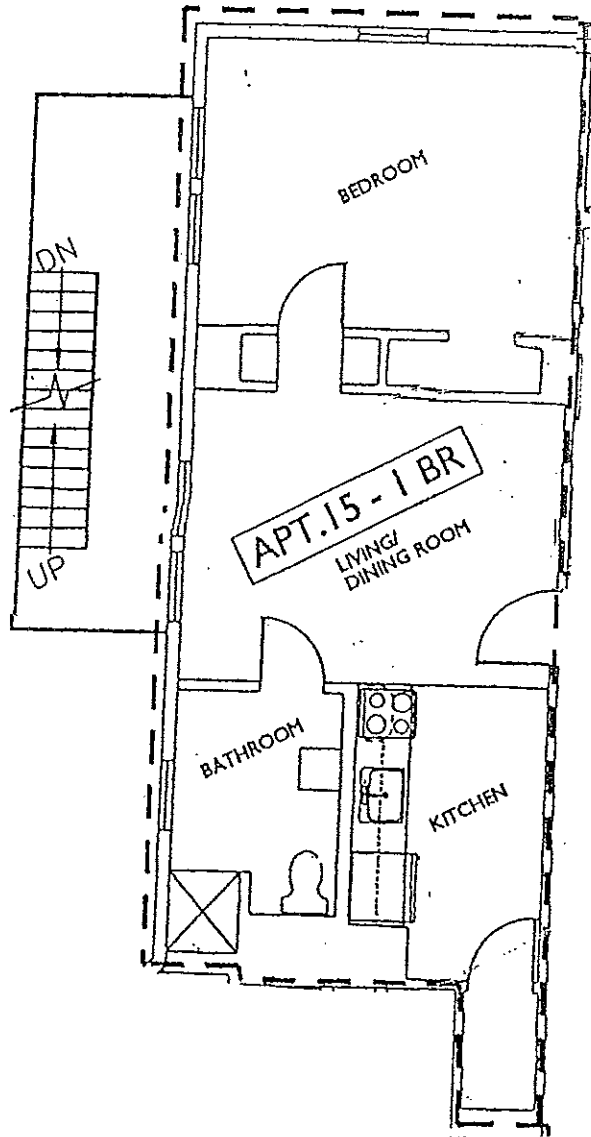 BEDROOM
DN
APT.15 - 1 BR
LIVING/
DINING ROOM
UP
BATHROOM
KITCHEN